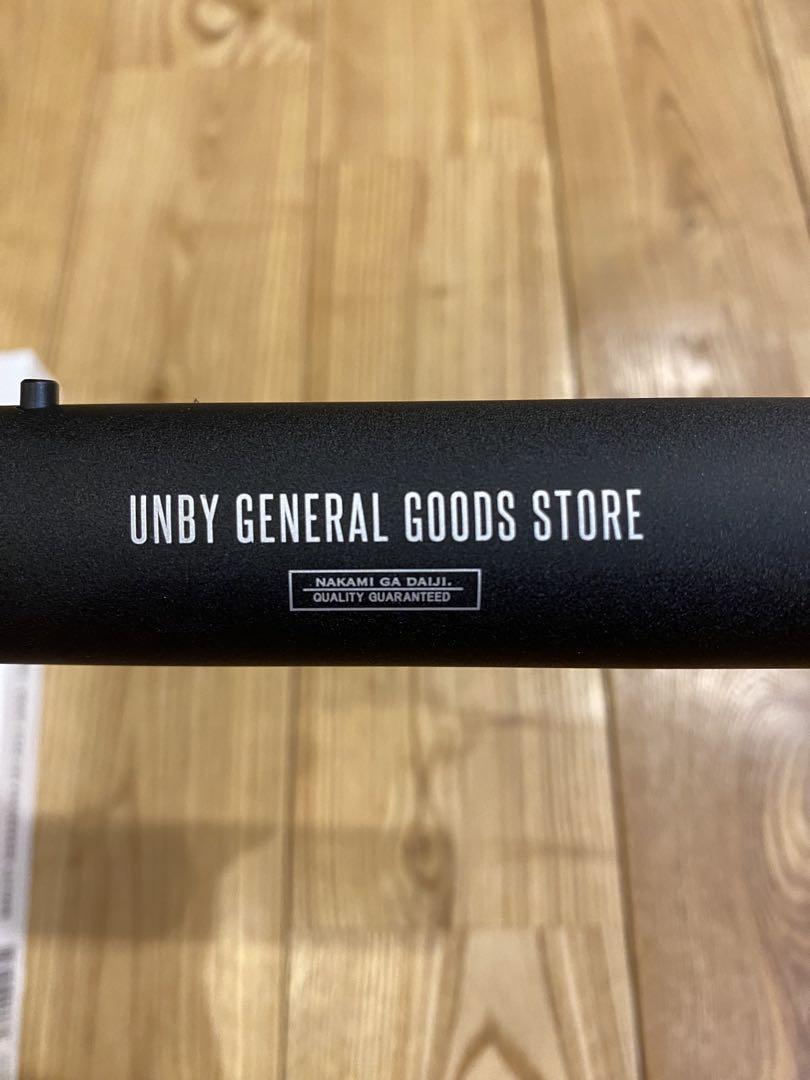 UNBY GENERAL GOODS STORE
NAKAMI GA DAIJI.
QUALITY GUARANTEED